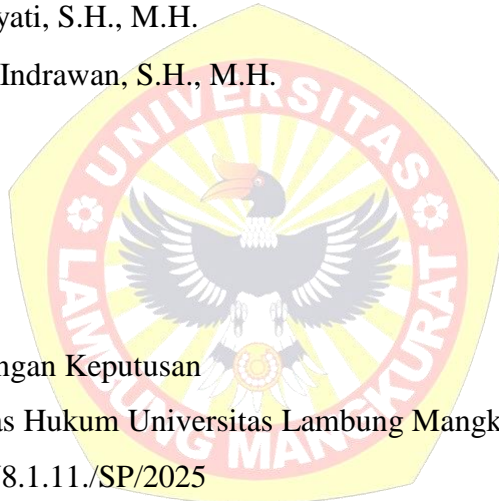 yati, S.H., M.H.
Indrawan, S.H., M.H.
UNIVERSITAS
LAMBUNG MANGKURAT
ngan Keputusan
as Hukum Universitas Lambung Mangk
/8.1.11./SP/2025